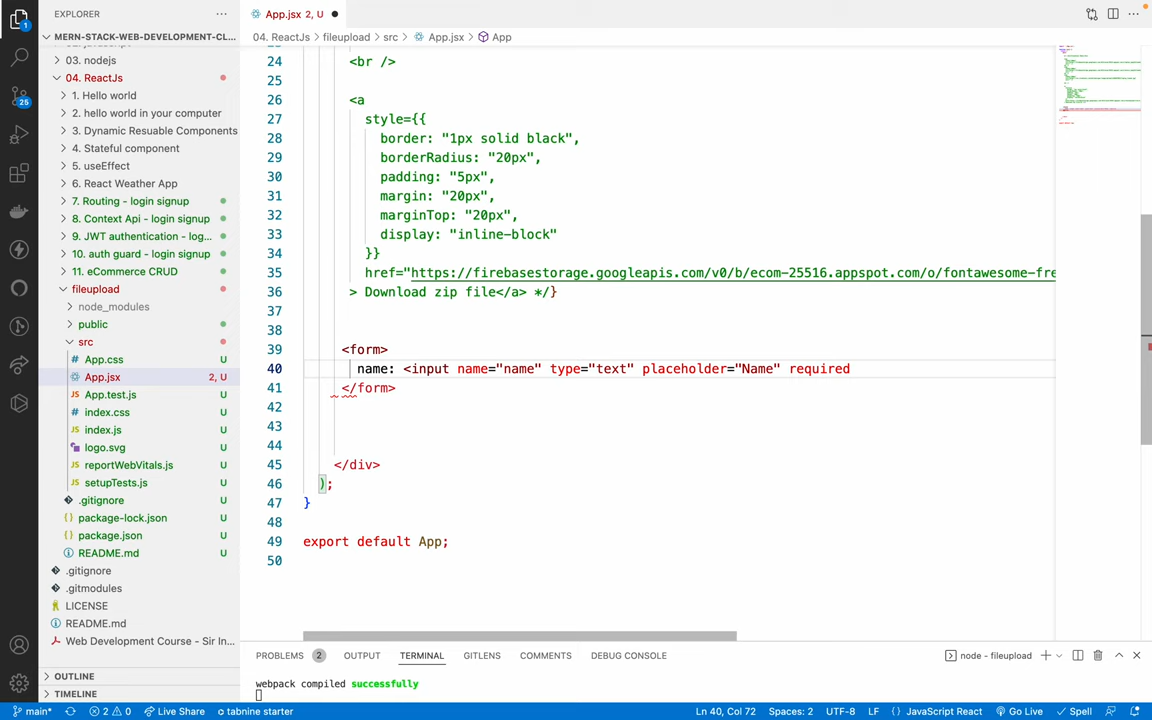 EXPLORER
App.jsx 2, U
MERN-STACK-WEB-DEVELOPMENT-CL...
04. ReactJs > fileupload > src > App.jsx > App
03. nodejs
04. ReactJs
1. Hello world
2. hello world in your computer
3. Dynamic Resuable Components
4. Stateful component
5. useEffect
6. React Weather App
7. Routing - login signup
8. Context Api - login signup
9. JWT authentication - log...
10. auth guard - login signup
11. eCommerce CRUD
fileupload
node_modules
public
src
App.css U
App.jsx 2, U
App.test.js U
index.css U
index.js U
logo.svg U
reportWebVitals.js U
setupTests.js U
.gitignore U
package-lock.json U
package.json U
README.md U
.gitignore
.gitmodules
LICENSE
README.md
Web Development Course - Sir In...
OUTLINE
TIMELINE
24 <br />
25
26 <a
27 style={{
28 border: "1px solid black",
29 borderRadius: "20px",
30 padding: "5px",
31 margin: "20px",
32 marginTop: "20px",
33 display: "inline-block"
34 }}
35 href="https://firebasestorage.googleapis.com/v0/b/ecom-25516.appspot.com/o/fontawesome-fre
36 > Download zip file</a> */}
37
38
39 <form>
40 name: <input name="name" type="text" placeholder="Name" required
41 </form>
42
43
44
45 </div>
46 );
47 }
48
49 export default App;
50
PROBLEMS 2 OUTPUT TERMINAL GITLENS COMMENTS DEBUG CONSOLE
node - fileupload
webpack compiled successfully
1
25
main* 2 0 Live Share tabnine starter
Ln 40, Col 72 Spaces: 2 UTF-8 LF {} JavaScript React Go Live Spell